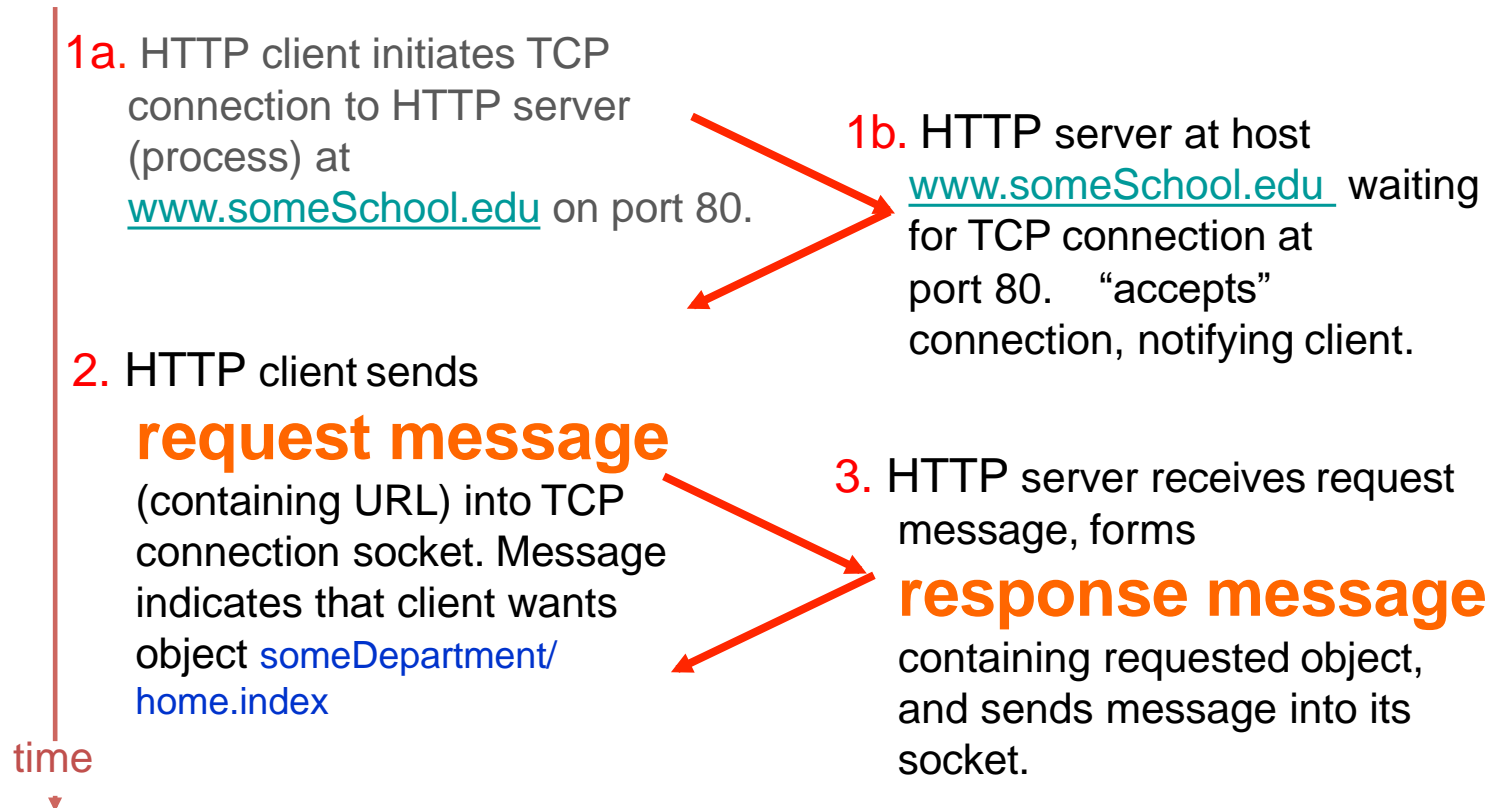 1a. HTTP client initiates TCP
connection to HTTP server
(process) at
www.someSchool.edu on port 80.
1b. HTTP server at host
www.someSchool.edu waiting
for TCP connection at
port 80. “accepts”
connection, notifying client.
2. HTTP client sends
request message
(containing URL) into TCP
connection socket. Message
indicates that client wants
object someDepartment/
home.index
3. HTTP server receives request
message, forms
response message
containing requested object,
and sends message into its
socket.
time